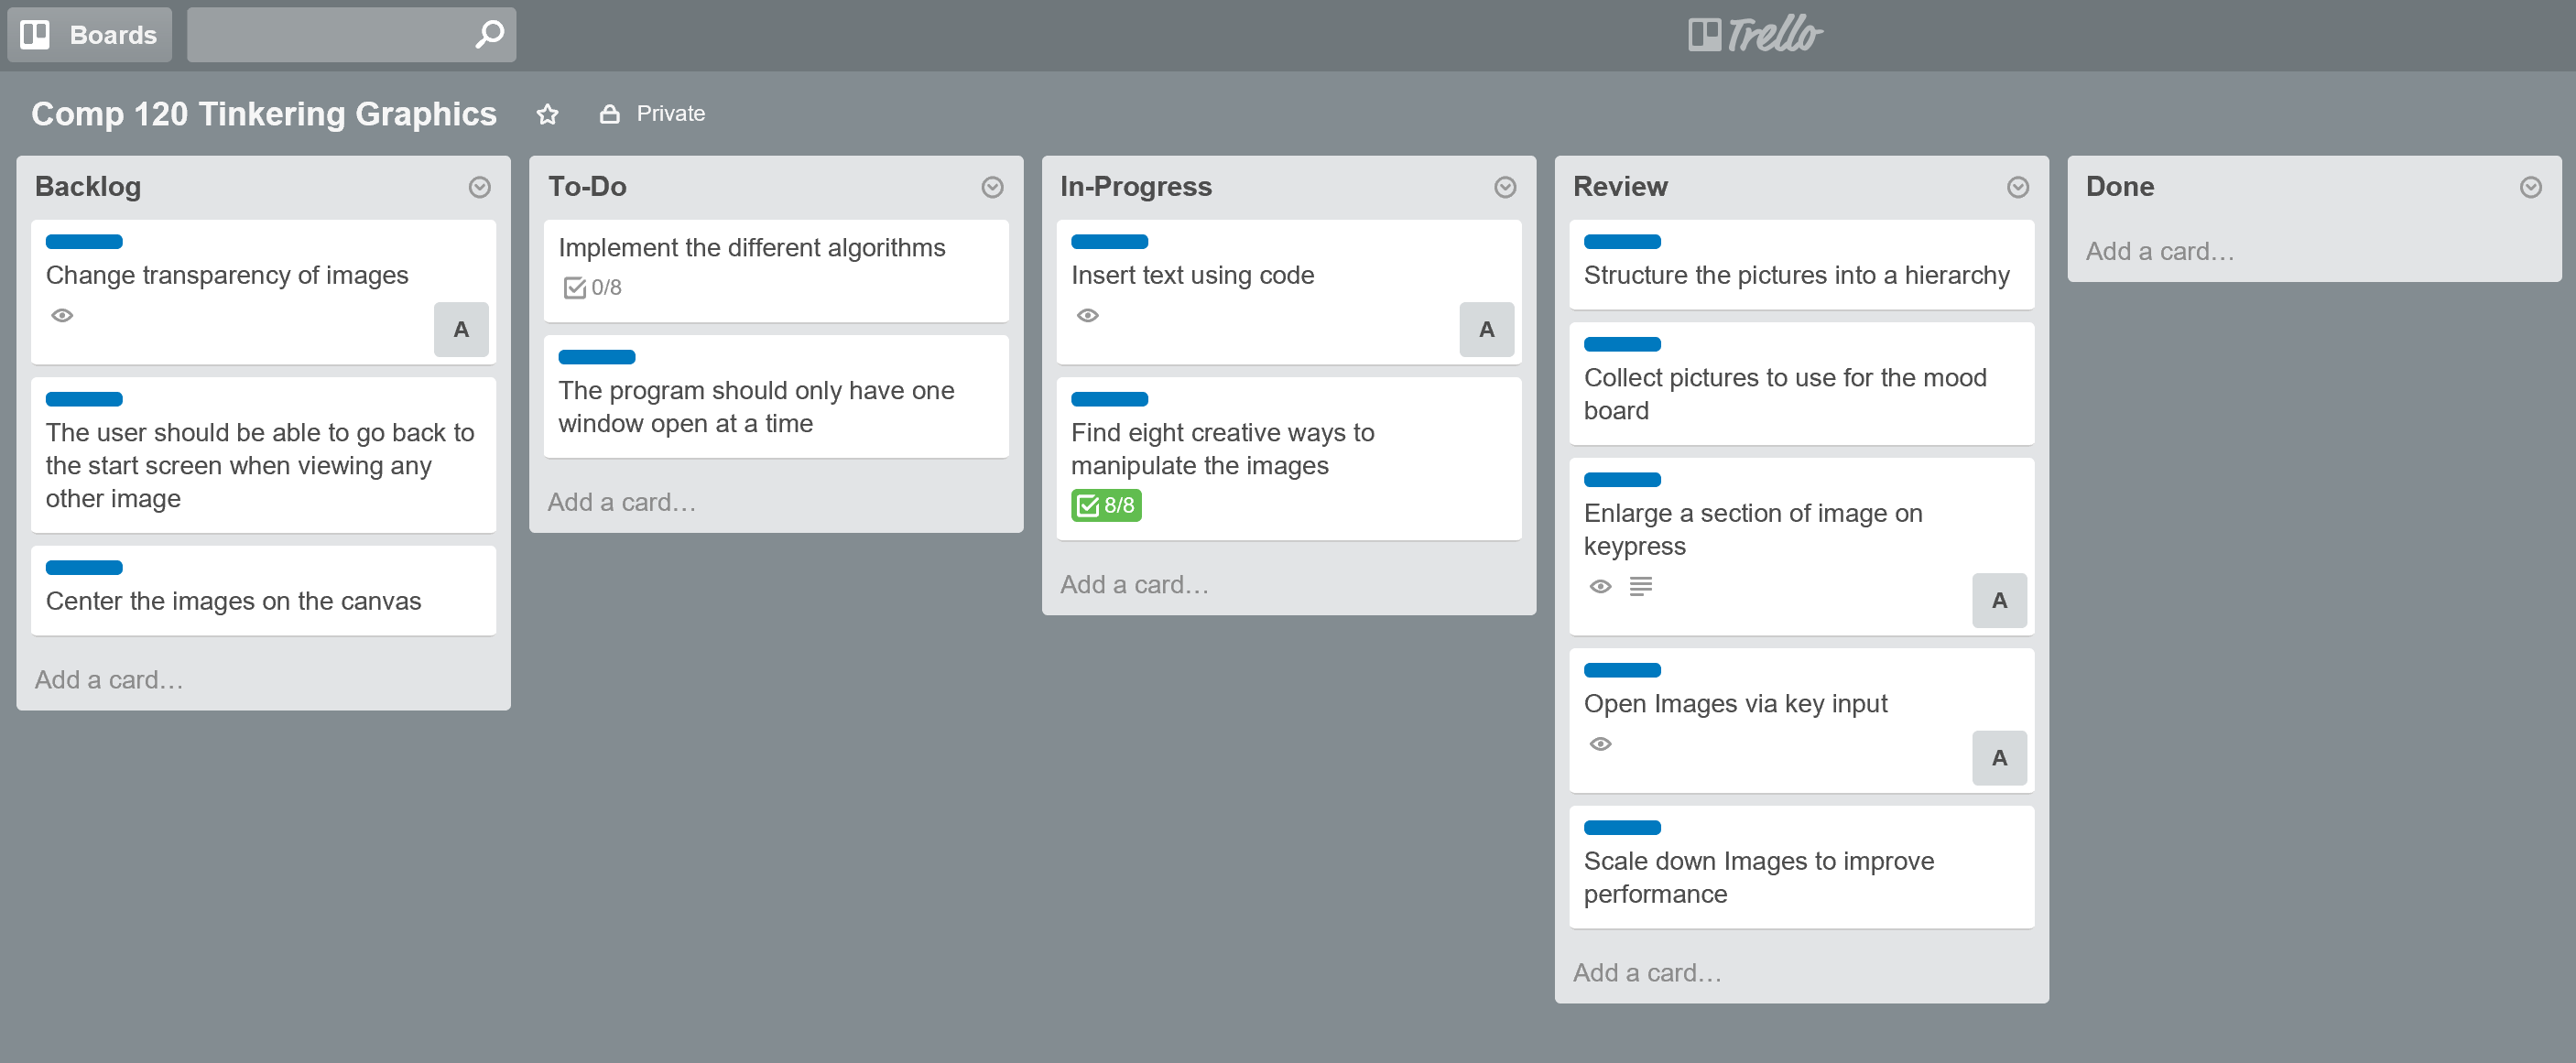 Boards
Trello
Comp 120 Tinkering Graphics
Private
Backlog
Change transparency of images
A
The user should be able to go back to
the start screen when viewing any
other image
Center the images on the canvas
Add a card…
To-Do
Implement the different algorithms
0/8
The program should only have one
window open at a time
Add a card…
In-Progress
Insert text using code
A
Find eight creative ways to
manipulate the images
8/8
Add a card…
Review
Structure the pictures into a hierarchy
Collect pictures to use for the mood
board
Enlarge a section of image on
keypress
A
Open Images via key input
A
Scale down Images to improve
performance
Add a card…
Done
Add a card…